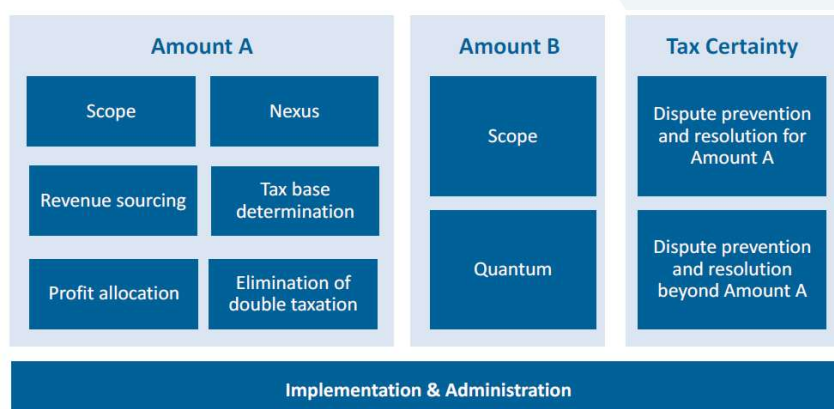 Amount A
Scope
Nexus
Revenue sourcing
Tax base
determination
Profit allocation
Elimination of
double taxation
Amount B
Scope
Quantum
Tax Certainty
Dispute prevention
and resolution for
Amount A
Dispute prevention
and resolution
beyond Amount A
Implementation & Administration